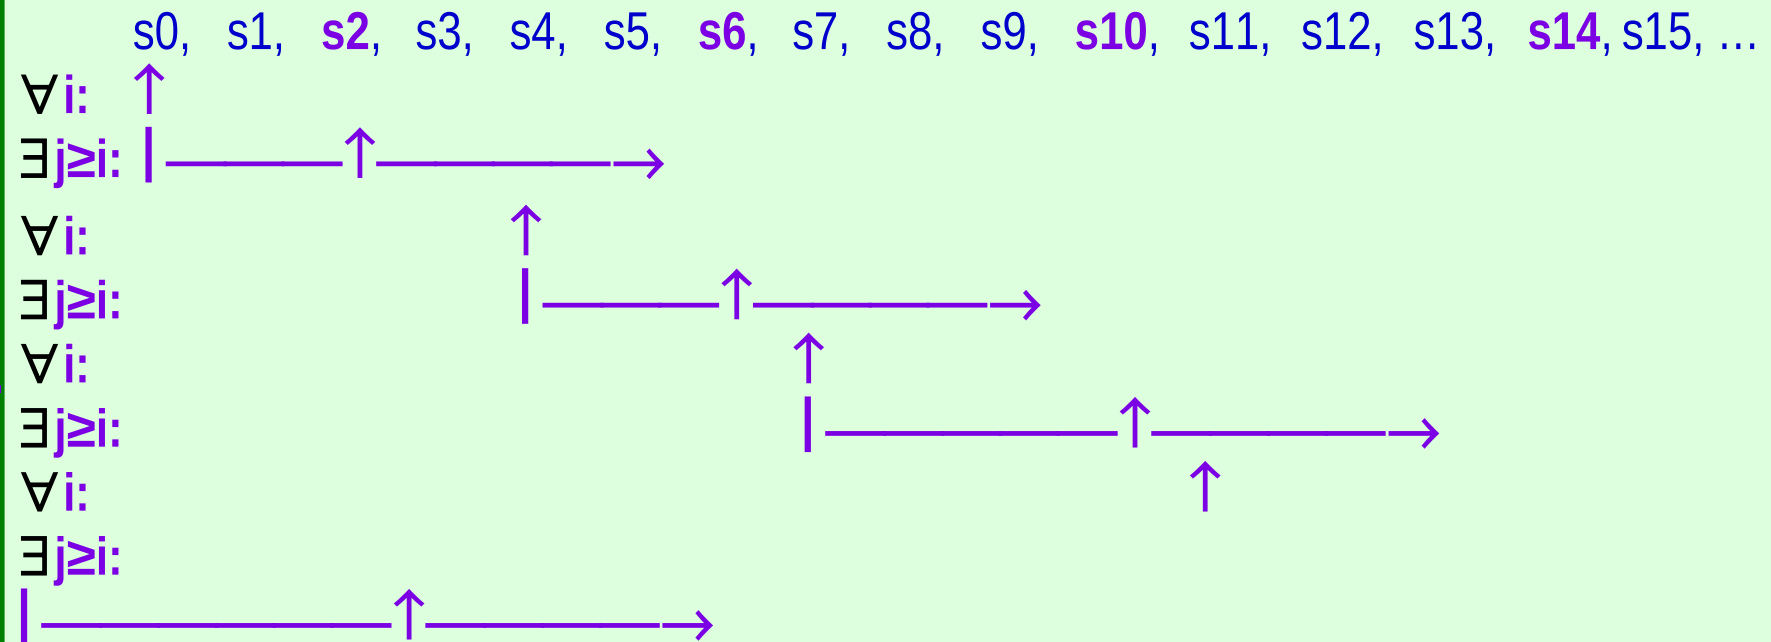 s0, s1, s2, s3, s4, s5, s6, s7, s8, s9, s10, s11, s12, s13, s14, s15, ...
∀i: ↑
∃j≥i: |————↑————→
∀i: ↑
∃j≥i: |————↑————→
∀i: ↑
∃j≥i: |—————↑————→
∀i: ↑
∃j≥i:
|——————↑————→